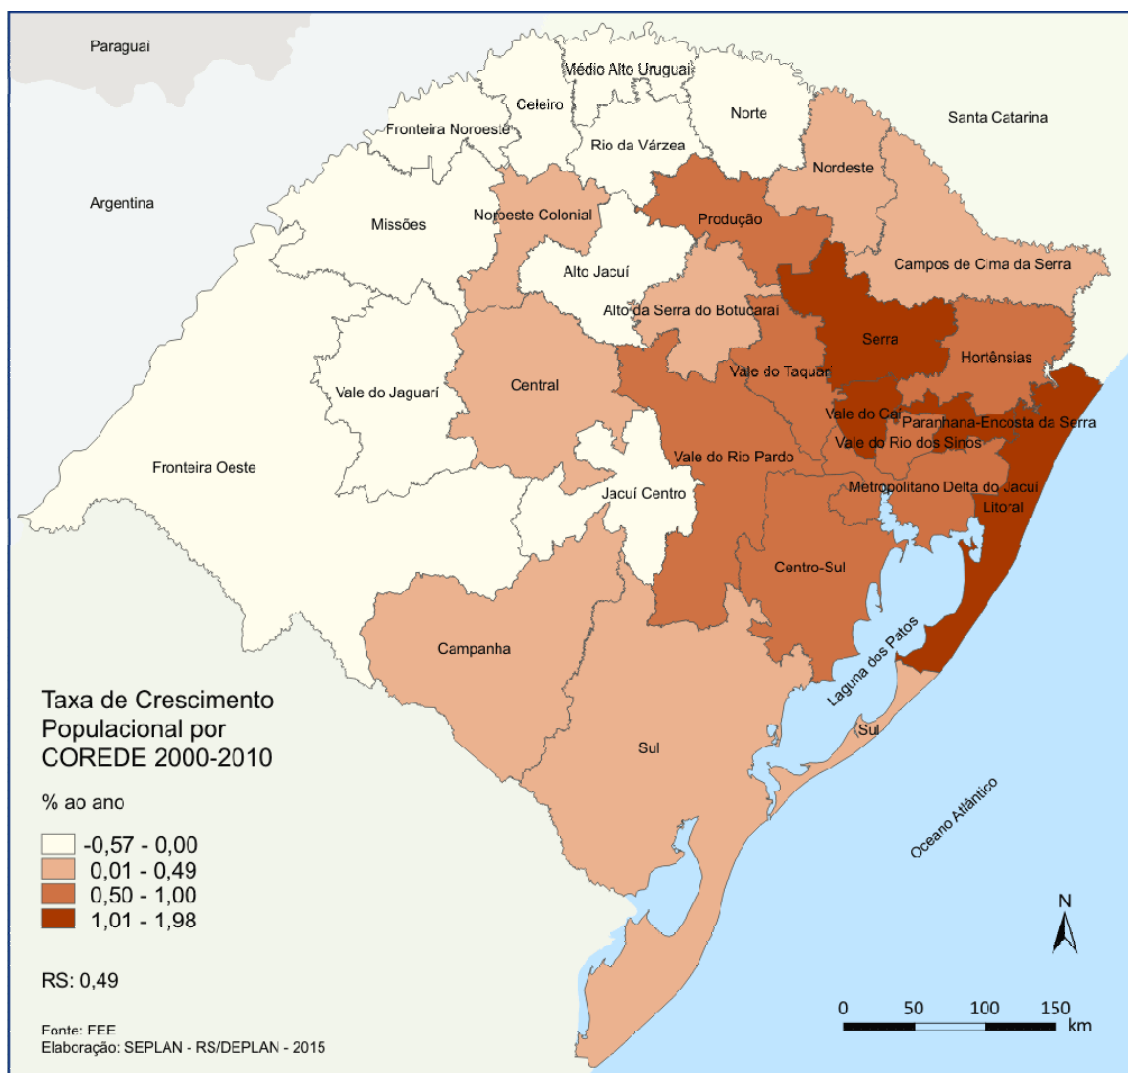 Paraguai
Médio Alto Uruguai
Celeiro
Norte
Santa Catarina
Fronteira Noroeste
Rio da Várzea
Nordeste
Argentina
Missões
Noroeste Colonial
Produção
Alto Jacuí
Campos de Cima da Serra
Alto da Serra do Botucaraí
Serra
Hortênsias
Vale do Taquari
Central
Vale do Jaguarí
Vale do Caí
Paranhana-Encosta da Serra
Vale do Rio dos Sinos
Vale do Rio Pardo
Fronteira Oeste
Metropolitano Delta do Jacuí
Jacuí Centro
Litoral
Centro-Sul
Campanha
Laguna dos Patos
Sul
Sul
Oceano Atlântico
Taxa de Crescimento
Populacional por
COREDE 2000-2010
% ao ano
-0,57 - 0,00
0,01 - 0,49
0,50 - 1,00
1,01 - 1,98
RS: 0,49
Fonte: FEE
Elaboração: SEPLAN - RS/DEPLAN - 2015
N
0 50 100 150
km